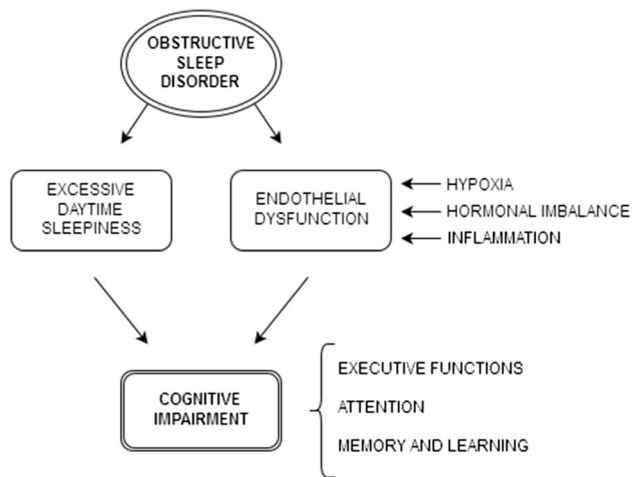 OBSTRUCTIVE
SLEEP
DISORDER
EXCESSIVE
DAYTIME
SLEEPINESS
ENDOTHELIAL
DYSFUNCTION
HYPOXIA
HORMONAL IMBALANCE
INFLAMMATION
COGNITIVE
IMPAIRMENT
EXECUTIVE FUNCTIONS
ATTENTION
MEMORY AND LEARNING